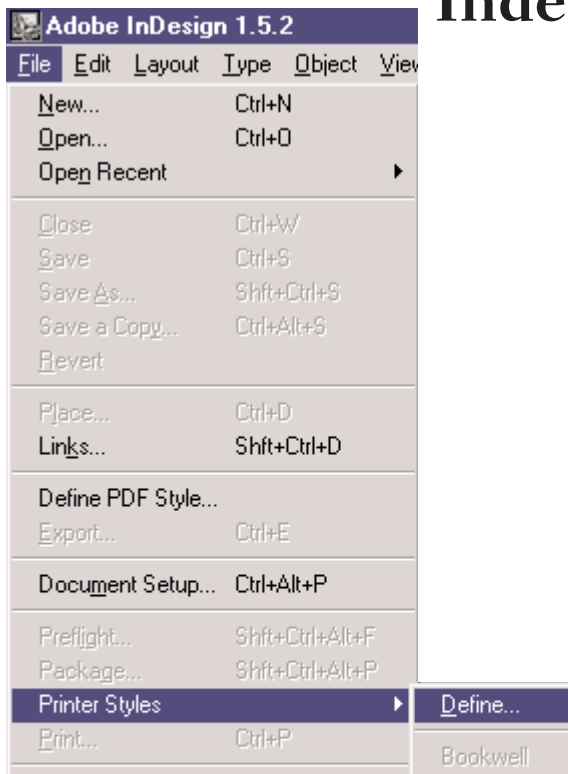 Adobe InDesign 1.5.2
Inde
File Edit Layout Type Object View
New... Ctrl+N
Open... Ctrl+O
Open Recent
Close Ctrl+W
Save Ctrl+S
Save As... Shft+Ctrl+S
Save a Copy... Ctrl+Alt+S
Revert
Place... Ctrl+D
Links... Shft+Ctrl+D
Define PDF Style...
Export... Ctrl+E
Document Setup... Ctrl+Alt+P
Preflight... Shft+Ctrl+Alt+F
Package... Shft+Ctrl+Alt+P
Printer Styles Define...
Print... Ctrl+P
Bookwell